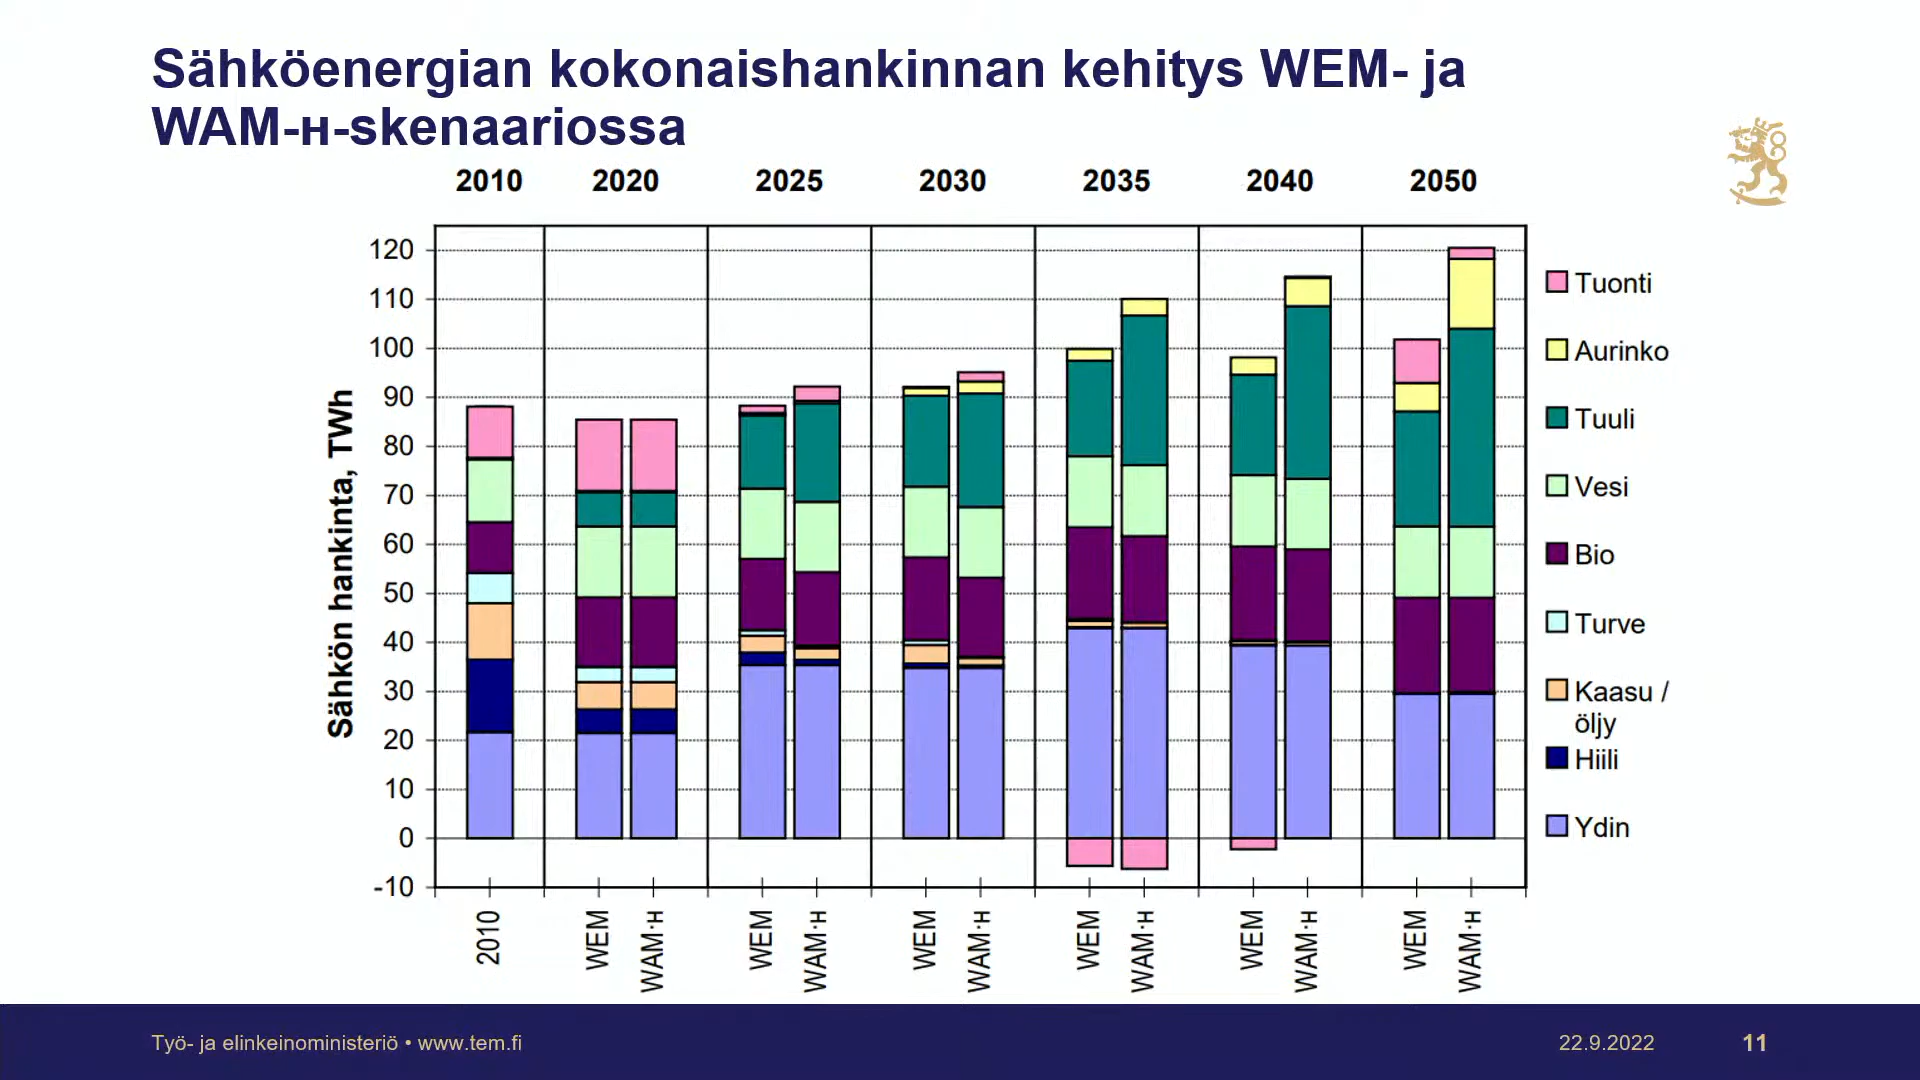 Sähköenergian kokonaishankinnan kehitys WEM- ja
WAM-H-skenaariossa
2010 2020 2025 2030 2035 2040 2050
Sähkön hankinta, TWh
120
110
100
90
80
70
60
50
40
30
20
10
0
-10
2010 WEM WAM-H WEM WAM-H WEM WAM-H WEM WAM-H WEM WAM-H WEM WAM-H
Tuonti
Aurinko
Tuuli
Vesi
Bio
Turve
Kaasu /
öljy
Hiili
Ydin
Työ- ja elinkeinoministeriö • www.tem.fi 22.9.2022 11